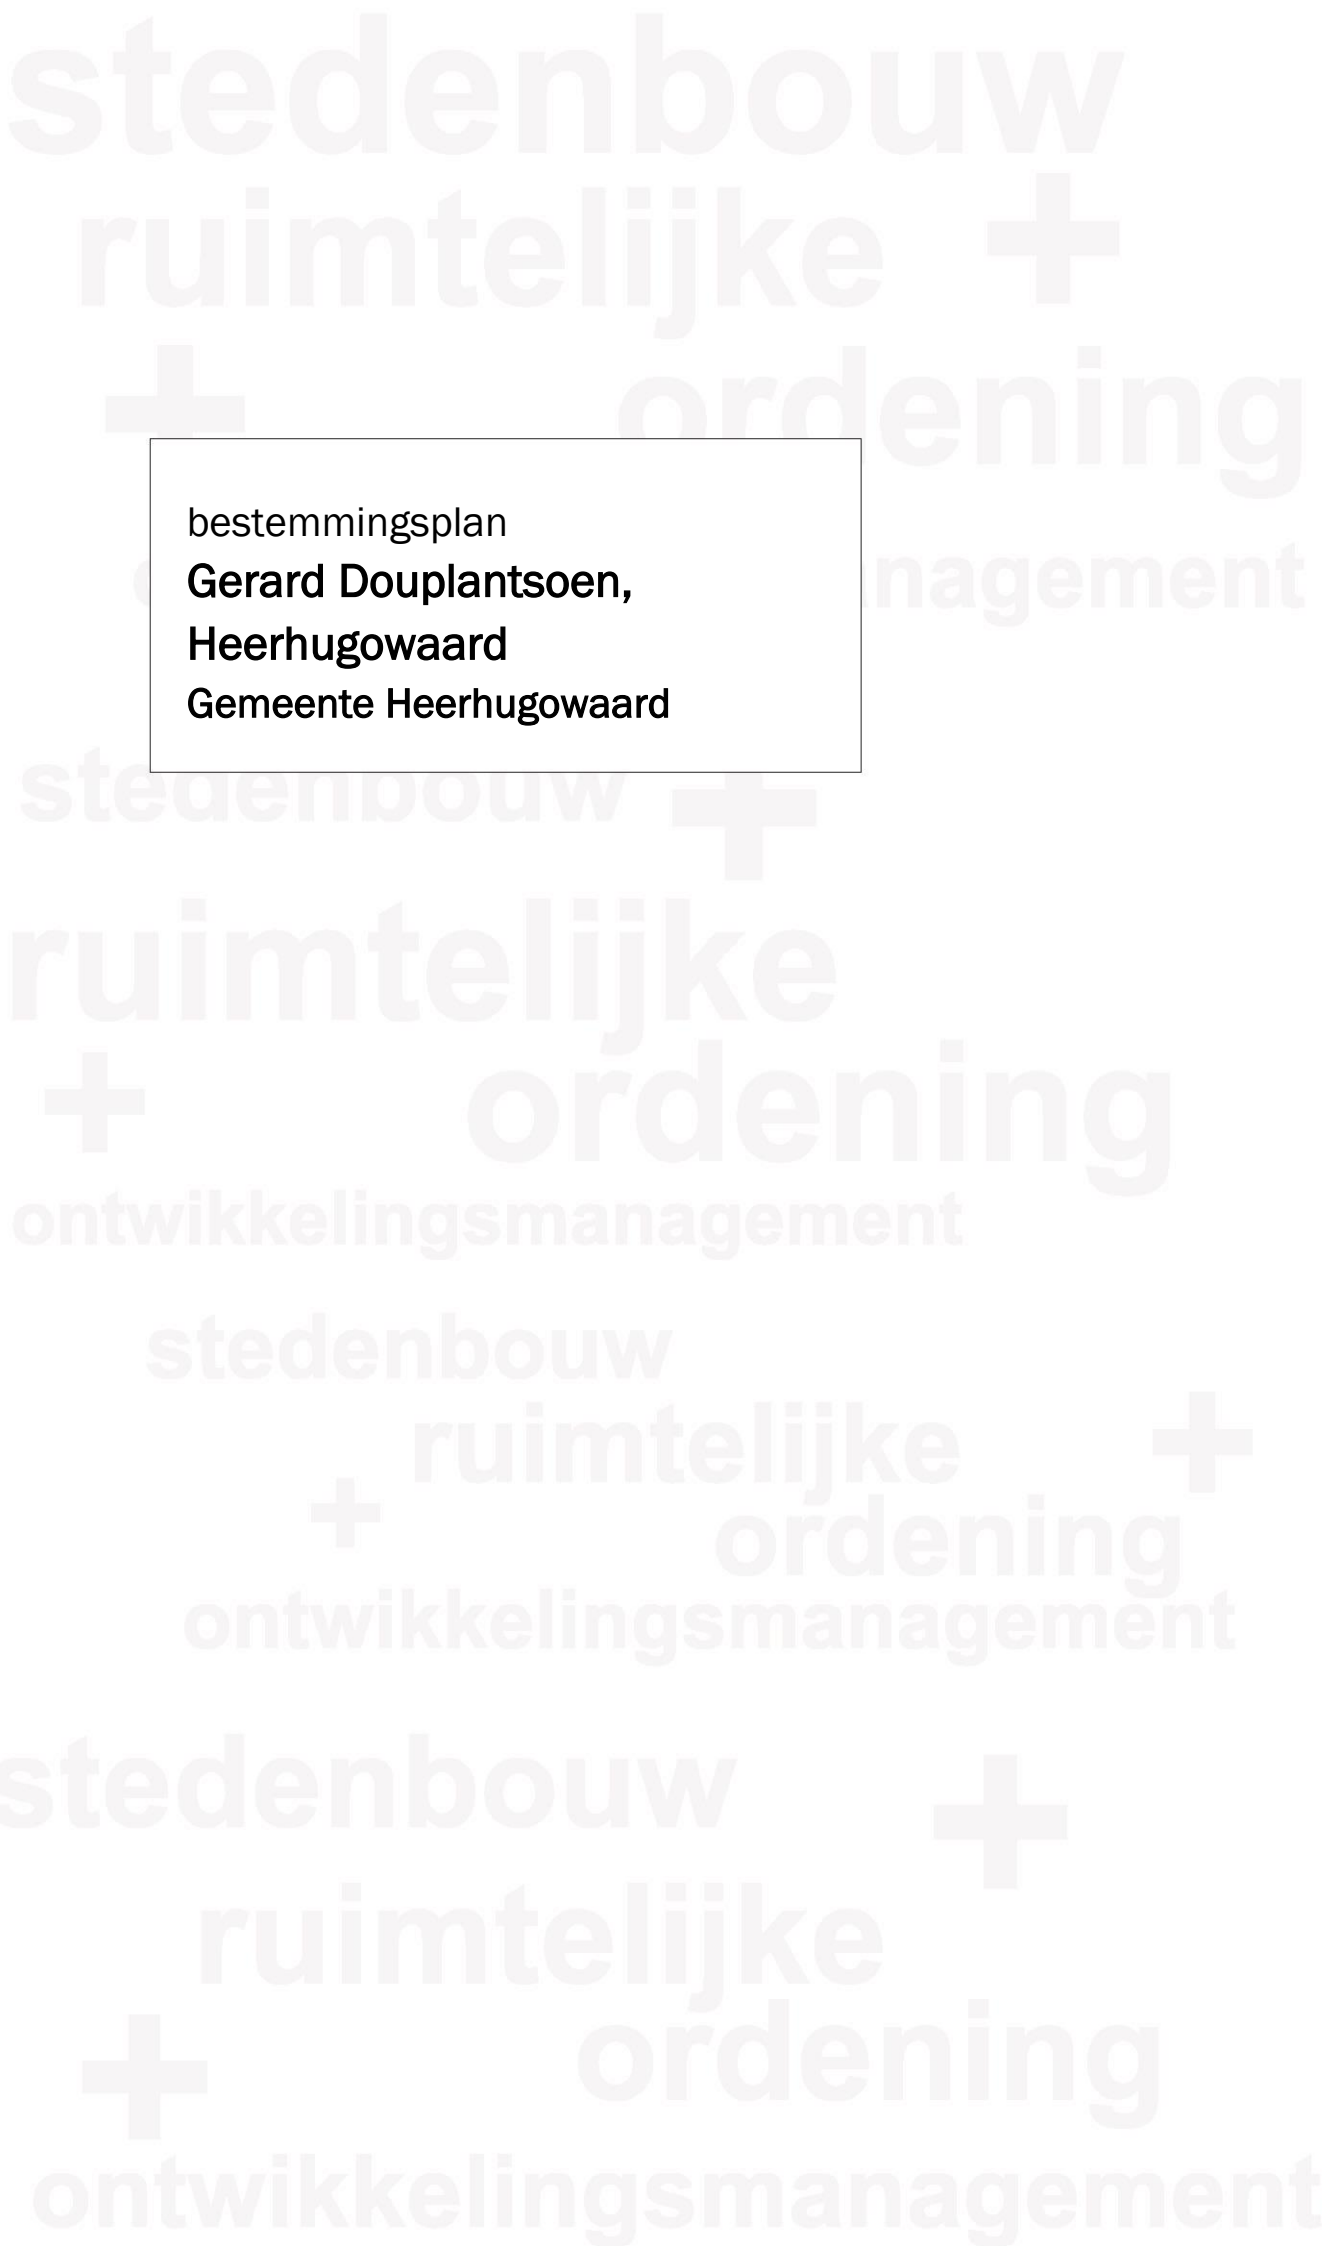 stedenbouw
ruimtelijke +
+ ordening
bestemmingsplan
Gerard Douplantsoen,
Heerhugowaard
Gemeente Heerhugowaard
nagement
stedenbouw +
ruimtelijke
+ ordening
ontwikkelingsmanagement
stedenbouw
ruimtelijke +
+ ordening
ontwikkelingsmanagement
stedenbouw +
ruimtelijke
+ ordening
ontwikkelingsmanagement